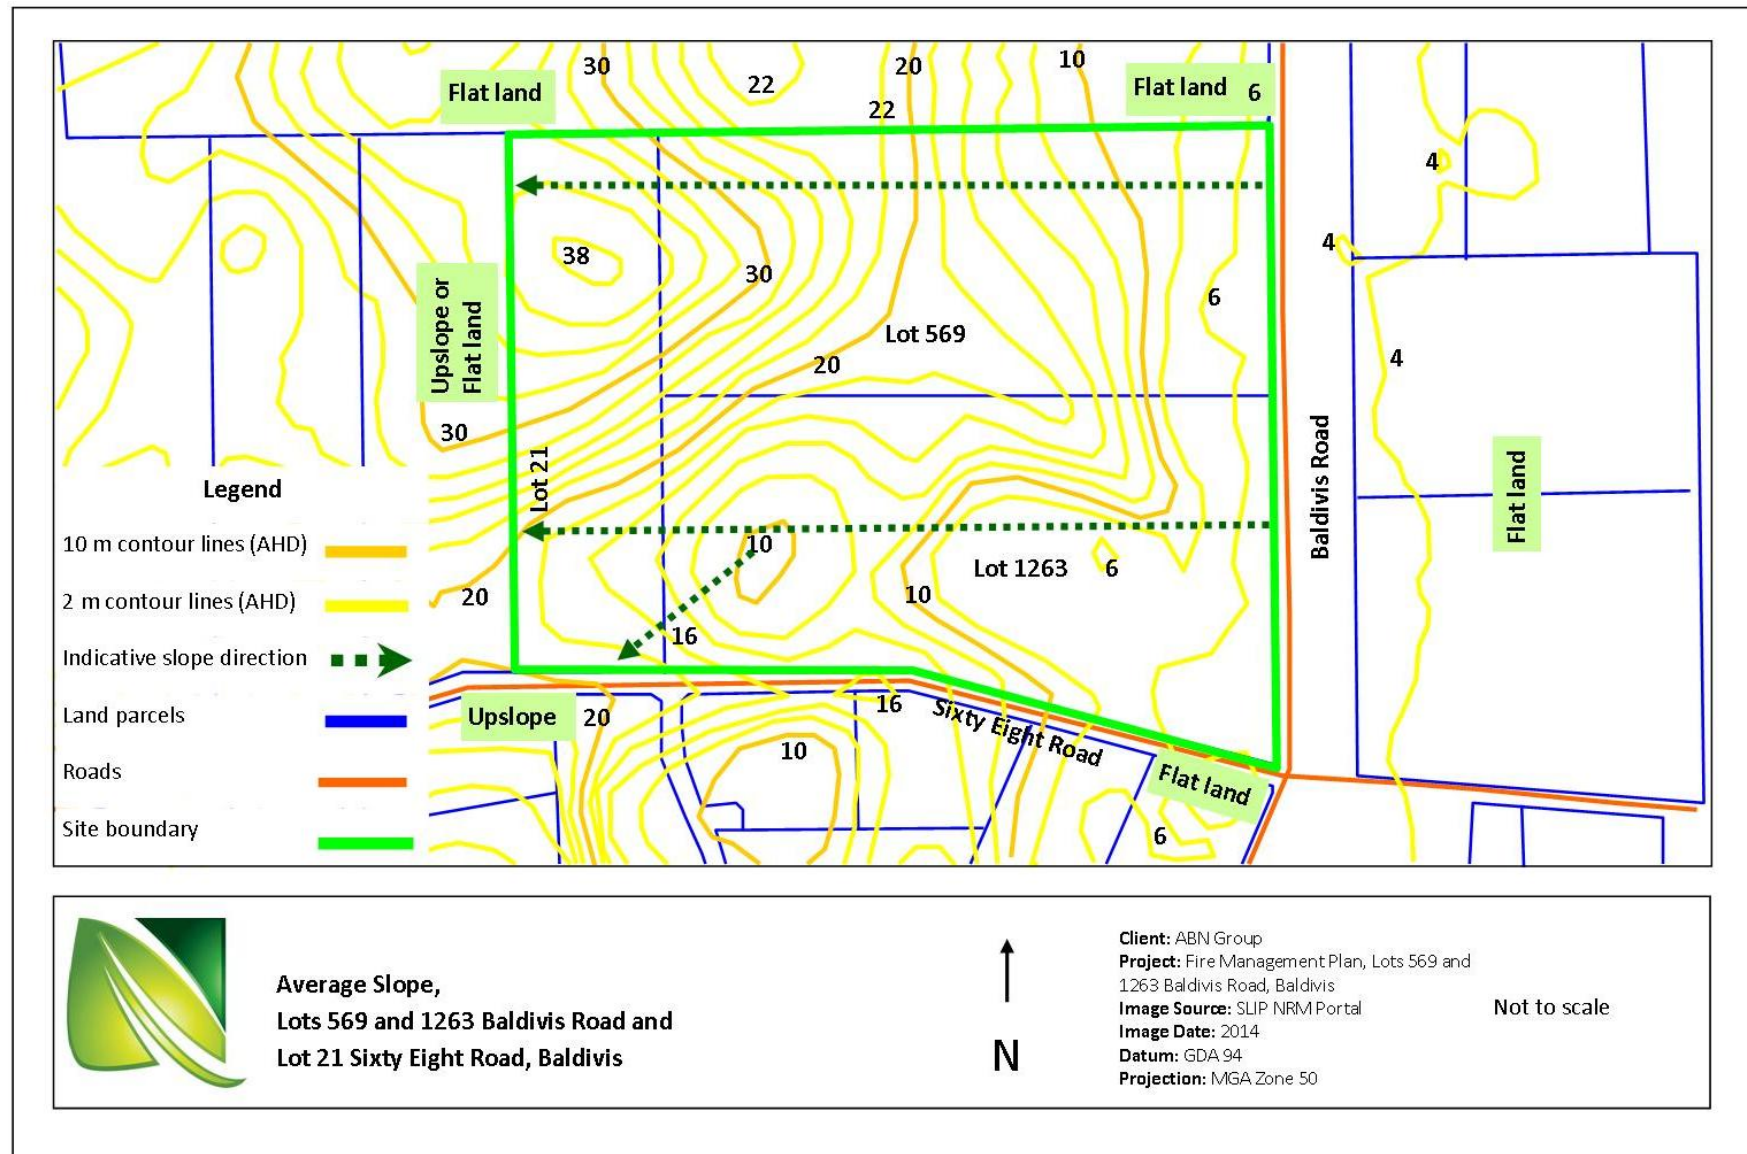 30
22
20
10
22
Flat land
Flat land
6
4
4
38
30
6
Upslope or
Flat land
Lot 569
20
4
30
Lot 21
Baldivis Road
Flat land
10
Lot 1263
6
10
20
16
Upslope
20
16
Sixty Eight Road
10
Flat land
6
Legend
10 m contour lines (AHD)
2 m contour lines (AHD)
Indicative slope direction
Land parcels
Roads
Site boundary
Average Slope,
Lots 569 and 1263 Baldivis Road and
Lot 21 Sixty Eight Road, Baldivis
N
Client: ABN Group
Project: Fire Management Plan, Lots 569 and
1263 Baldivis Road, Baldivis
Image Source: SLIP NRM Portal
Image Date: 2014
Datum: GDA 94
Projection: MGA Zone 50
Not to scale